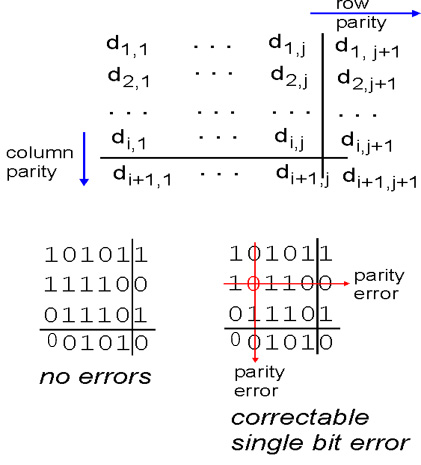 row
parity
d1,1 . . . d1,j d1, j+1
d2,1 . . . d2,j d2,j+1
. . . . . . . . . . . .
di,1 . . . di,j di,j+1
column
parity
di+1,1 . . . di+1,j di+1,j+1
101011
111100
011101
001010
no errors
101011
101100
parity
error
011101
001010
parity
error
correctable
single bit error